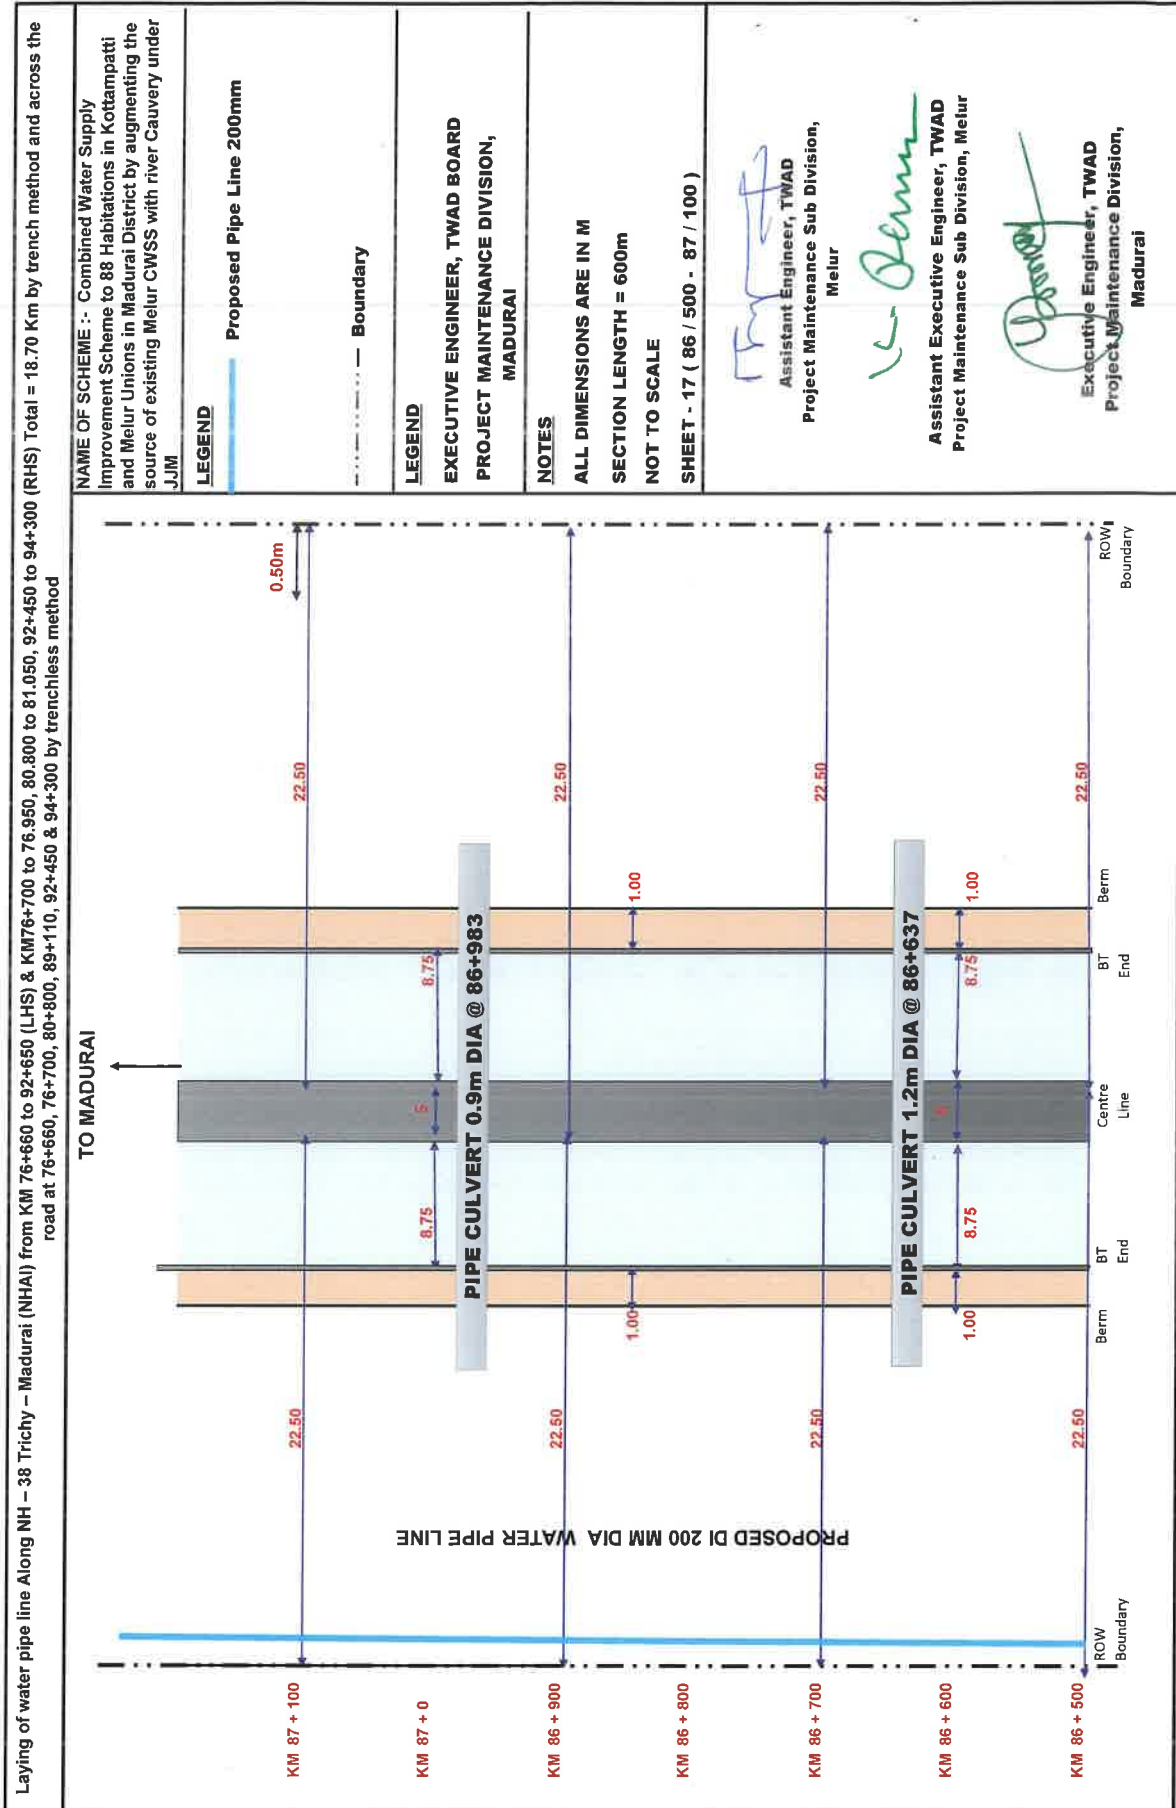 Laying of water pipe line Along NH – 38 Trichy – Madurai (NHAI) from KM 76+660 to 92+650 (LHS) & KM76+700 to 76.950, 80.800 to 81.050, 92+450 to 94+300 (RHS) Total = 18.70 Km by trench method and across the
road at 76+660, 76+700, 80+800, 89+110, 92+450 & 94+300 by trenchless method
TO MADURAI
KM 87 + 100
22.50
22.50
0.50m
KM 87 + 0
8.75
5
8.75
PIPE CULVERT 0.9m DIA @ 86+983
KM 86 + 900
22.50
22.50
KM 86 + 800
1.00
1.00
PROPOSED DI 200 MM DIA WATER PIPE LINE
KM 86 + 700
22.50
22.50
PIPE CULVERT 1.2m DIA @ 86+637
KM 86 + 600
1.00
8.75
8.75
1.00
KM 86 + 500
22.50
22.50
ROW
Boundary
Berm
BT
End
Centre
Line
BT
End
Berm
ROW
Boundary
NAME OF SCHEME :- Combined Water Supply
Improvement Scheme to 88 Habitations in Kottampatti
and Melur Unions in Madurai District by augmenting the
source of existing Melur CWSS with river Cauvery under
JJM
LEGEND
Proposed Pipe Line 200mm
Boundary
LEGEND
EXECUTIVE ENGINEER, TWAD BOARD
PROJECT MAINTENANCE DIVISION,
MADURAI
NOTES
ALL DIMENSIONS ARE IN M
SECTION LENGTH = 600m
NOT TO SCALE
SHEET - 17 ( 86 / 500 - 87 / 100 )
Assistant Engineer, TWAD
Project Maintenance Sub Division,
Melur
Assistant Executive Engineer, TWAD
Project Maintenance Sub Division, Melur
Executive Engineer, TWAD
Project Maintenance Division,
Madurai